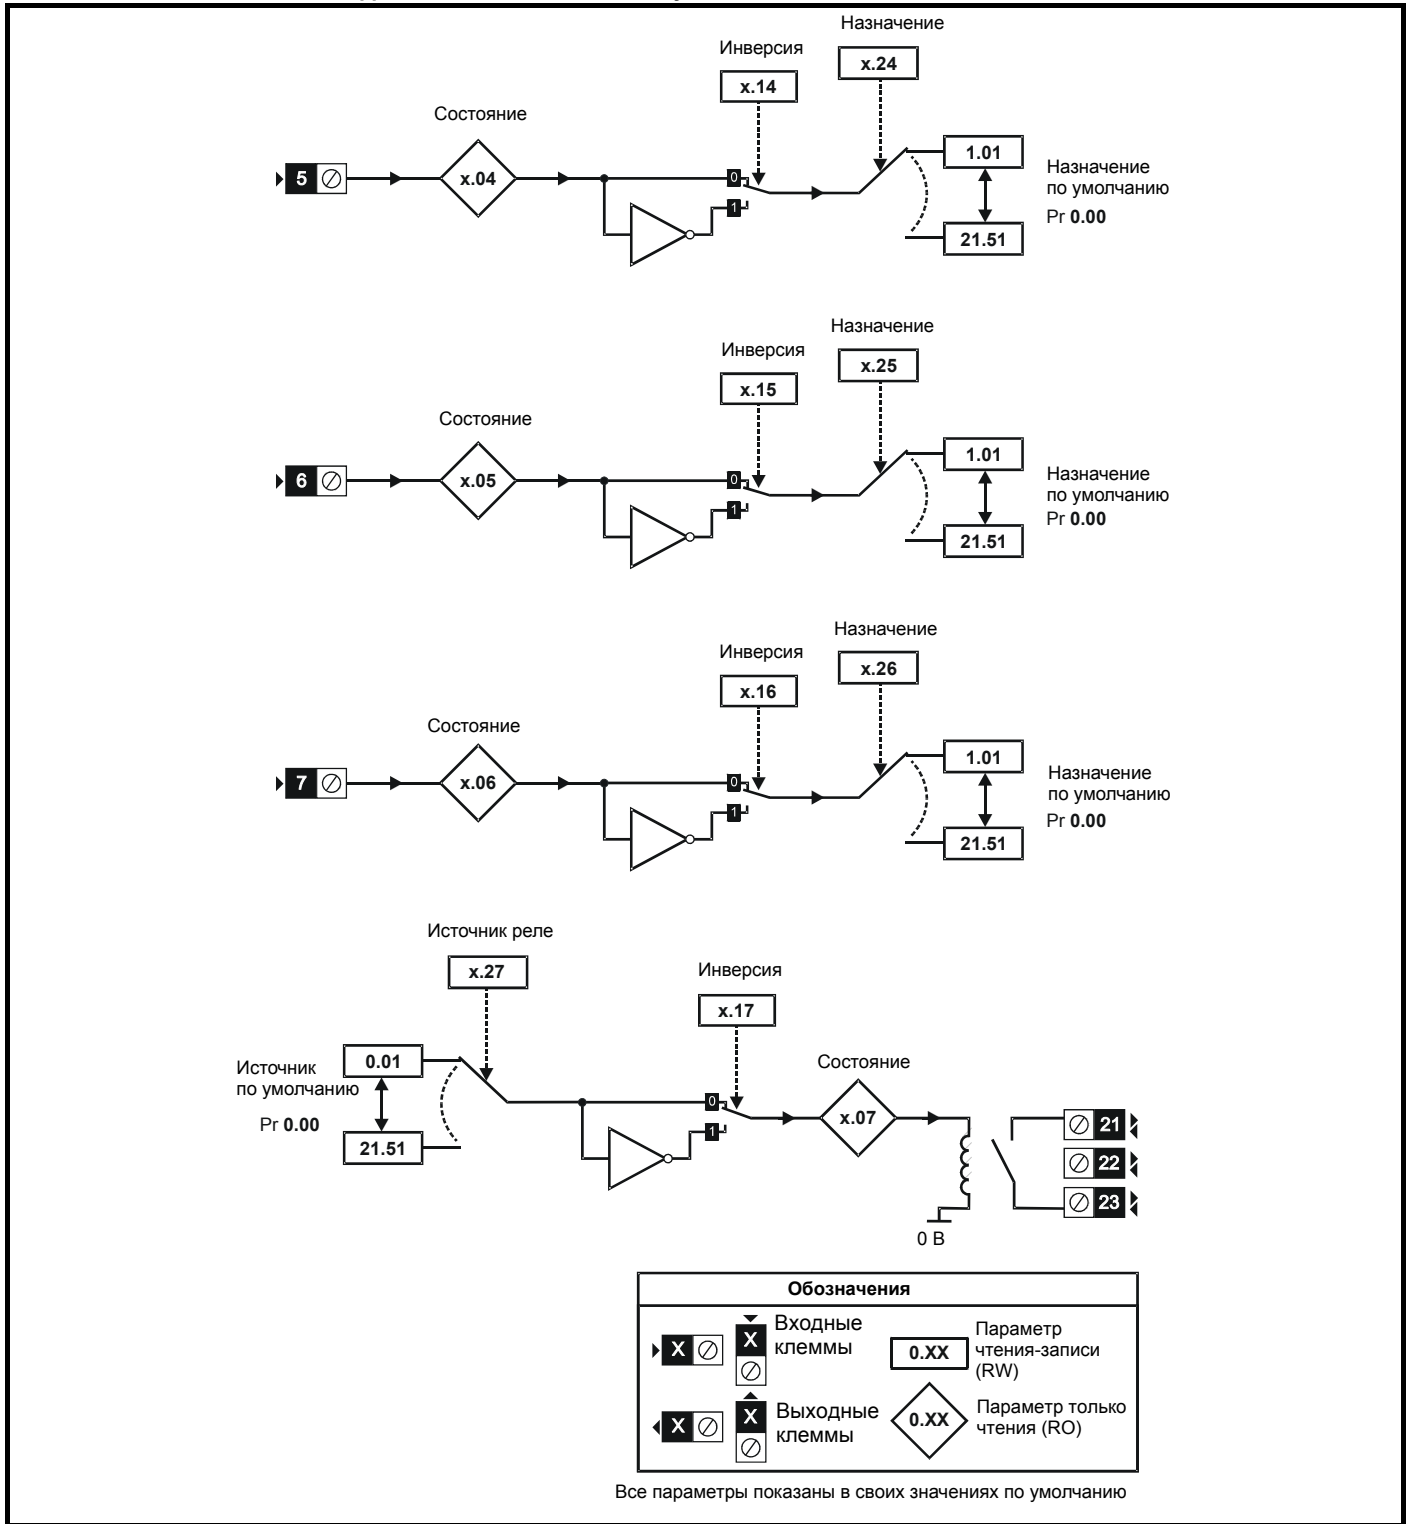 Назначение
Инверсия
x.24
x.14
Состояние
5
x.04
0
1
1.01
21.51
Назначение
по умолчанию
Pr 0.00
Назначение
Инверсия
x.25
x.15
Состояние
6
x.05
0
1
1.01
21.51
Назначение
по умолчанию
Pr 0.00
Назначение
Инверсия
x.26
x.16
Состояние
7
x.06
0
1
1.01
21.51
Назначение
по умолчанию
Pr 0.00
Источник реле
x.27
Инверсия
x.17
Источник
по умолчанию
Pr 0.00
0.01
21.51
0
1
Состояние
x.07
0 В
21
22
23
Обозначения
X
X
Входные
клеммы
0.XX
Параметр
чтения-записи
(RW)
X
X
Выходные
клеммы
0.XX
Параметр только
чтения (RO)
Все параметры показаны в своих значениях по умолчанию